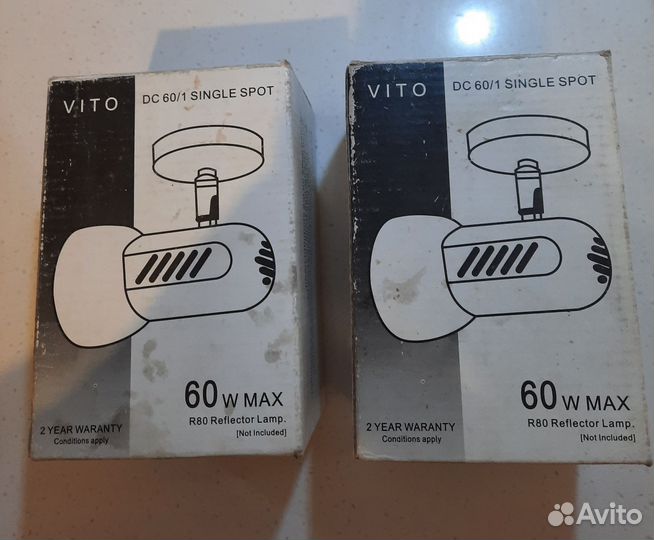 VITO
DC 60/1 SINGLE SPOT
60 W MAX
R80 Reflector Lamp.
[Not Included]
2 YEAR WARANTY
Conditions apply
VITO
DC 60/1 SINGLE SPOT
60 W MAX
R80 Reflector Lamp.
[Not Included]
2 YEAR WARANTY
Conditions apply
Avito